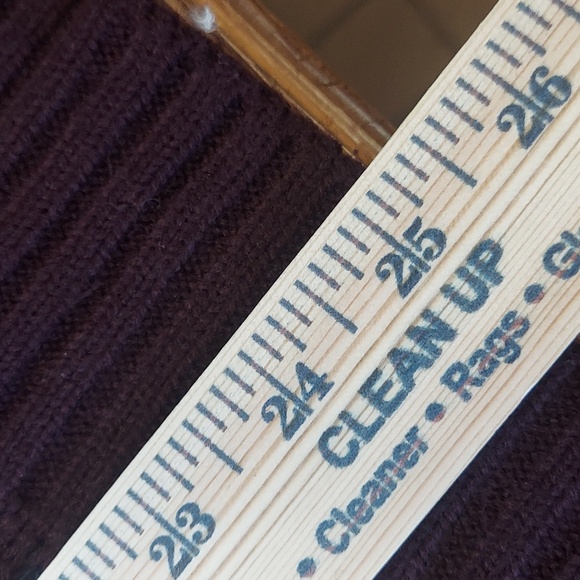 23 24 25 26
CLEAN UP
• Cleaner • Rags •